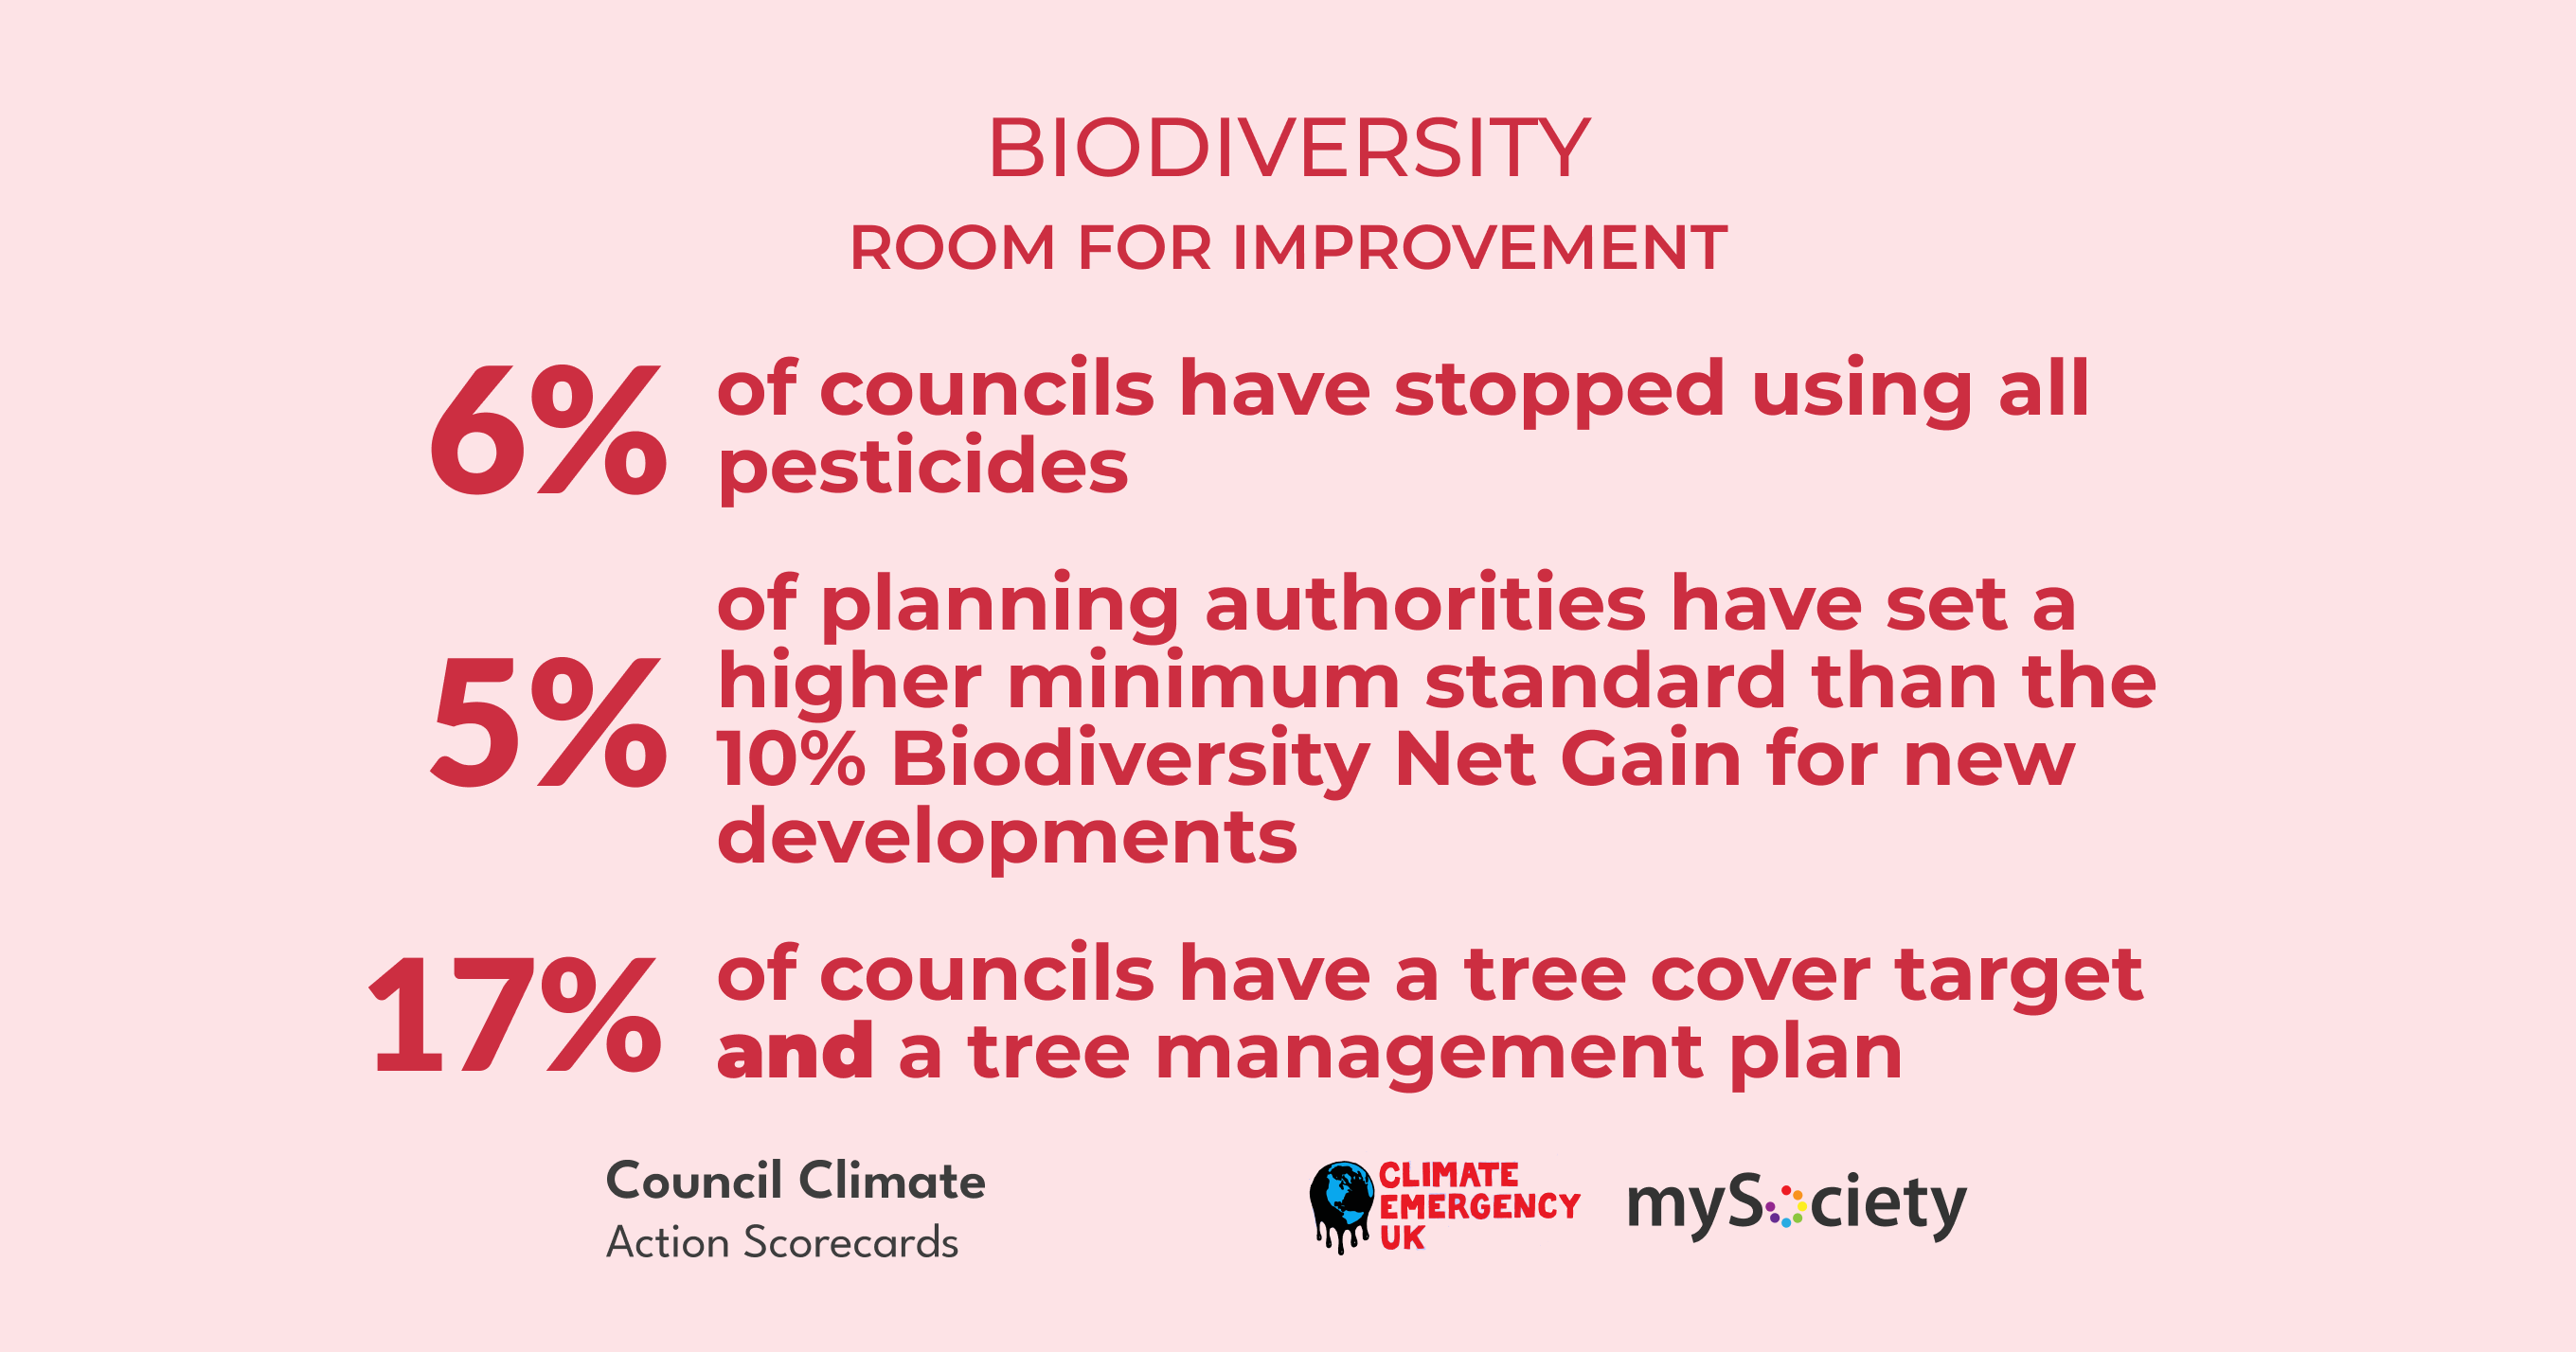 BIODIVERSITY
ROOM FOR IMPROVEMENT
6%
of councils have stopped using all
pesticides
5%
of planning authorities have set a
higher minimum standard than the
10% Biodiversity Net Gain for new
developments
17%
of councils have a tree cover target
and a tree management plan
Council Climate
Action Scorecards
CLIMATE
EMERGENCY
UK
mySociety